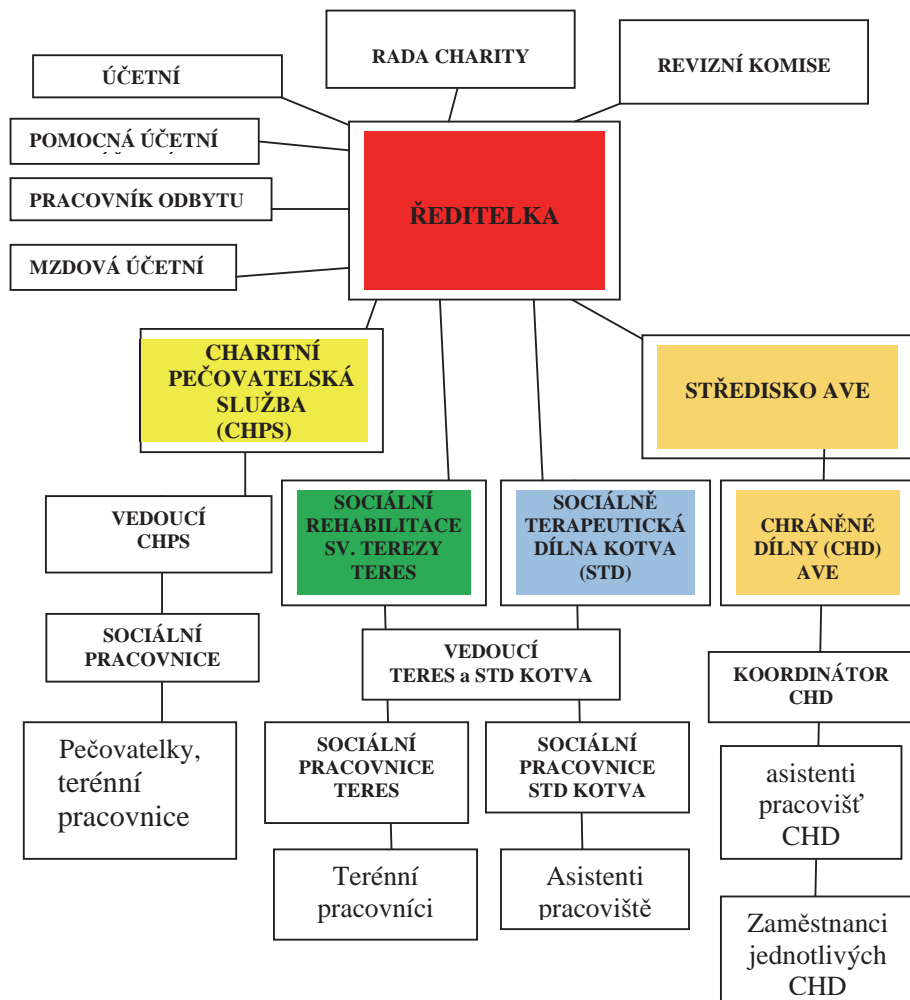 RADA CHARITY
REVIZNÍ KOMISE
ÚČETNÍ
POMOCNÁ ÚČETNÍ
PRACOVNÍK ODBYTU
MZDOVÁ ÚČETNÍ
ŘEDITELKA
CHARITNÍ
PEČOVATELSKÁ
SLUŽBA
(CHPS)
STŘEDISKO AVE
VEDOUCÍ
CHPS
SOCIÁLNÍ
REHABILITACE
SV. TEREZY
TERES
SOCIÁLNĚ
TERAPEUTICKÁ
DÍLNA KOTVA
(STD)
CHRÁNĚNÉ
DÍLNY (CHD)
AVE
SOCIÁLNÍ
PRACOVNICE
VEDOUCÍ
TERES a STD KOTVA
KOORDINÁTOR
CHD
Pečovatelky,
terénní
pracovnice
SOCIÁLNÍ
PRACOVNICE
TERES
SOCIÁLNÍ
PRACOVNICE
STD KOTVA
asistenti
pracovišť
CHD
Terénní
pracovníci
Asistenti
pracoviště
Zaměstnanci
jednotlivých
CHD